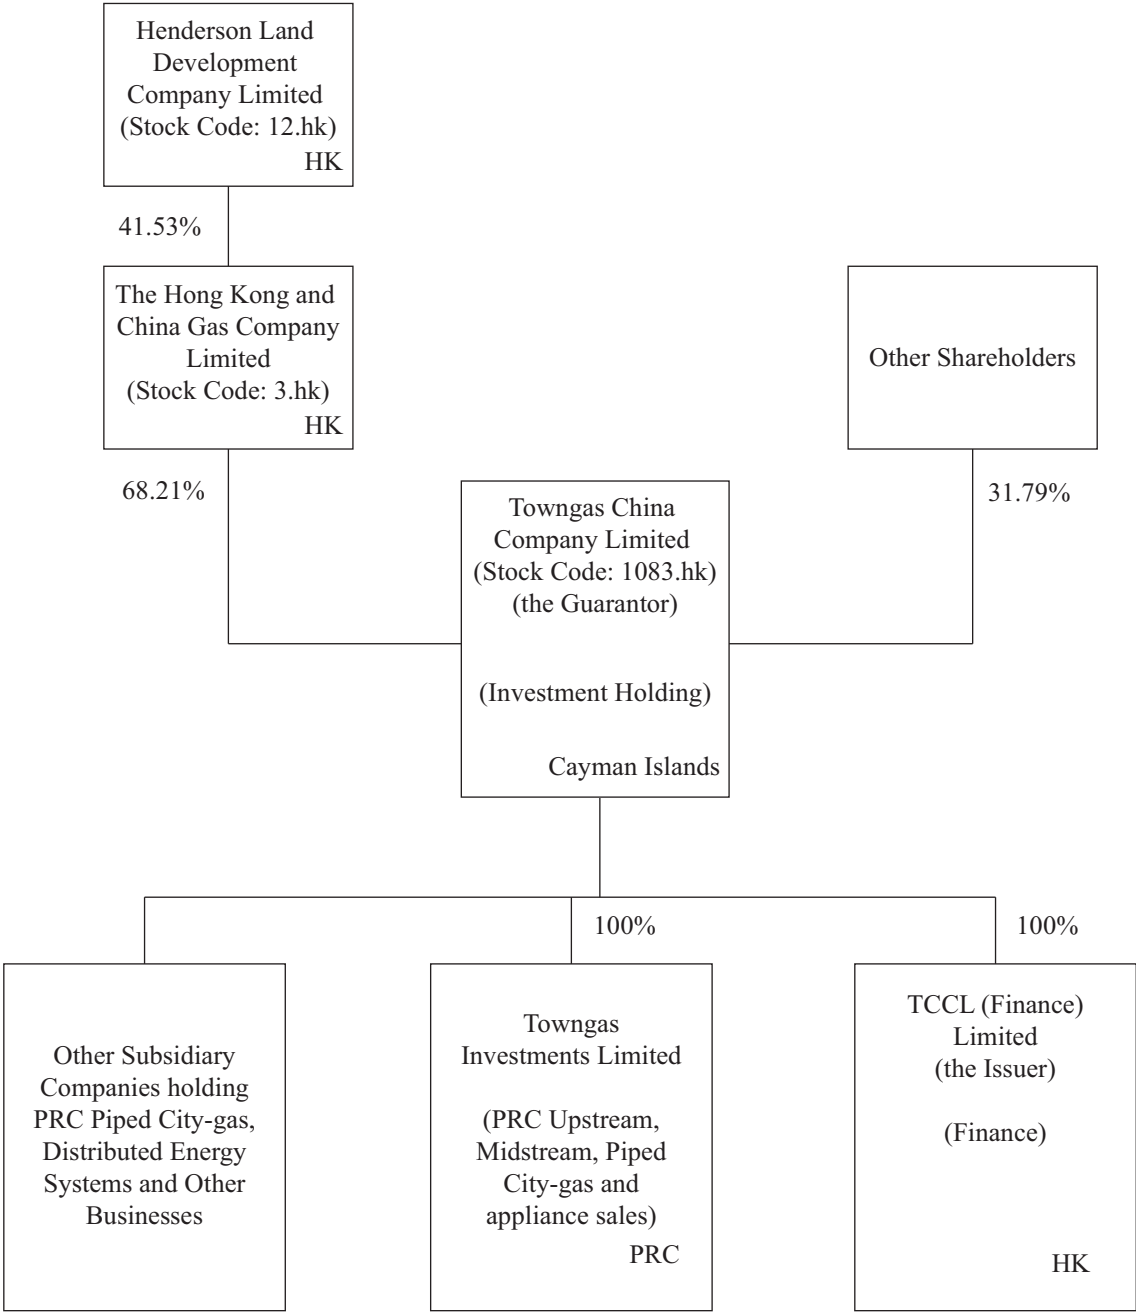 Henderson Land
Development
Company Limited
(Stock Code: 12.hk)
HK
41.53%
The Hong Kong and
China Gas Company
Limited
(Stock Code: 3.hk)
HK
Other Shareholders
68.21%
31.79%
Towngas China
Company Limited
(Stock Code: 1083.hk)
(the Guarantor)
(Investment Holding)
Cayman Islands
100%
100%
Other Subsidiary
Companies holding
PRC Piped City-gas,
Distributed Energy
Systems and Other
Businesses
Towngas
Investments Limited
(PRC Upstream,
Midstream, Piped
City-gas and
appliance sales)
PRC
TCCL (Finance)
Limited
(the Issuer)
(Finance)
HK